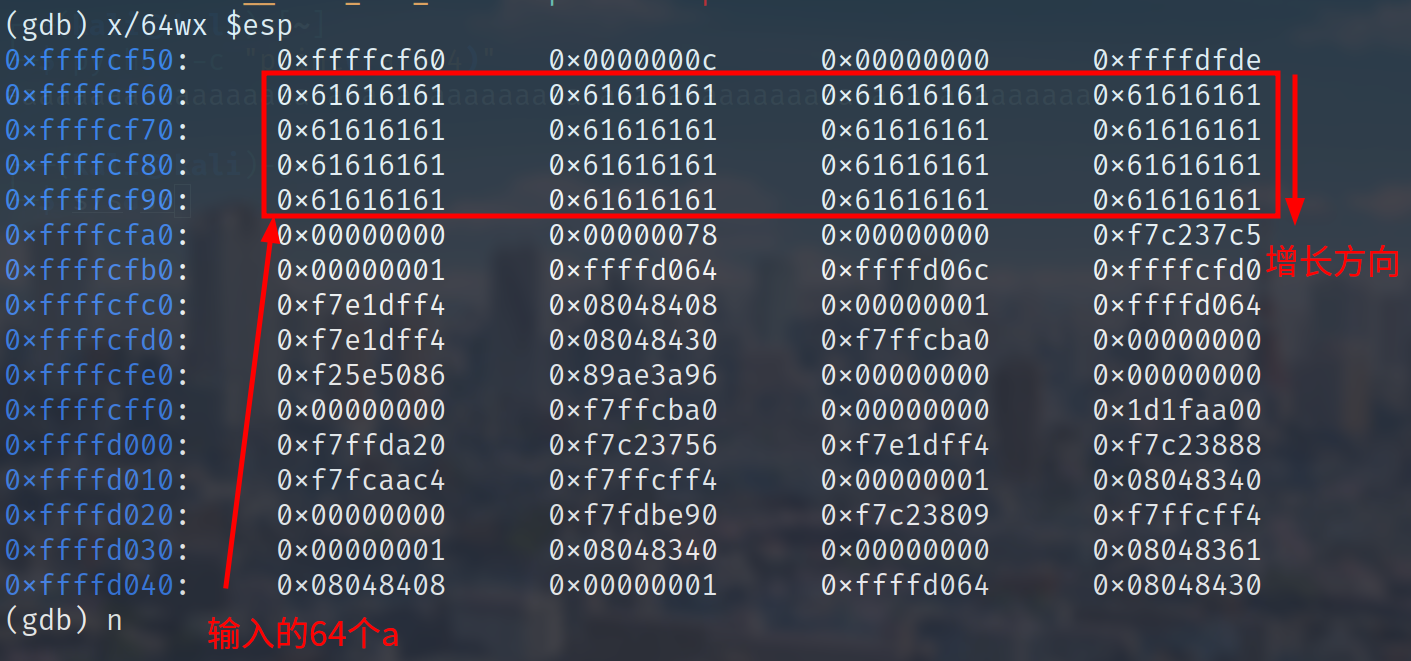 (gdb) x/64wx $esp
0xffffcf50: 0xffffcf60 0x0000000c 0x00000000 0xffffdfde
0xffffcf60: 0x61616161 0x61616161 0x61616161 0x61616161
0xffffcf70: 0x61616161 0x61616161 0x61616161 0x61616161
0xffffcf80: 0x61616161 0x61616161 0x61616161 0x61616161
0xffffcf90: 0x61616161 0x61616161 0x61616161 0x61616161
0xffffcfa0: 0x00000000 0x00000078 0x00000000 0xf7c237c5
增长方向
0xffffcfb0: 0x00000001 0xffffd064 0xffffd06c 0xffffcfd0
0xffffcfc0: 0xf7e1dff4 0x08048408 0x00000001 0xffffd064
0xffffcfd0: 0xf7e1dff4 0x08048430 0xf7ffcba0 0x00000000
0xffffcfe0: 0xf25e5086 0x89ae3a96 0x00000000 0x00000000
0xffffcff0: 0x00000000 0xf7ffcba0 0x00000000 0x1d1faa00
0xffffd000: 0xf7ffda20 0xf7c23756 0xf7e1dff4 0xf7c23888
0xffffd010: 0xf7fcaac4 0xf7ffcff4 0x00000001 0x08048340
0xffffd020: 0x00000000 0xf7fdbe90 0xf7c23809 0xf7ffcff4
0xffffd030: 0x00000001 0x08048340 0x00000000 0x08048361
0xffffd040: 0x08048408 0x00000001 0xffffd064 0x08048430
(gdb) n
输入的64个a